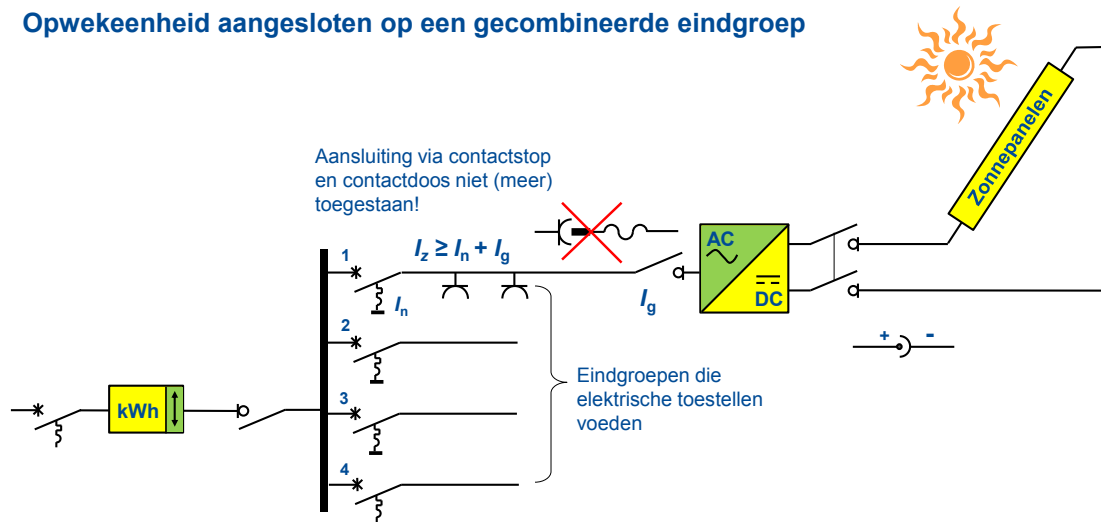 Opwekeenheid aangesloten op een gecombineerde eindgroep
Zonnepanelen
Aansluiting via contactstop
en contactdoos niet (meer)
toegestaan!
1
Iz ≥ In + Ig
AC
DC
In
Ig
2
+ -
Eindgroepen die
elektrische toestellen
voeden
kWh
3
4